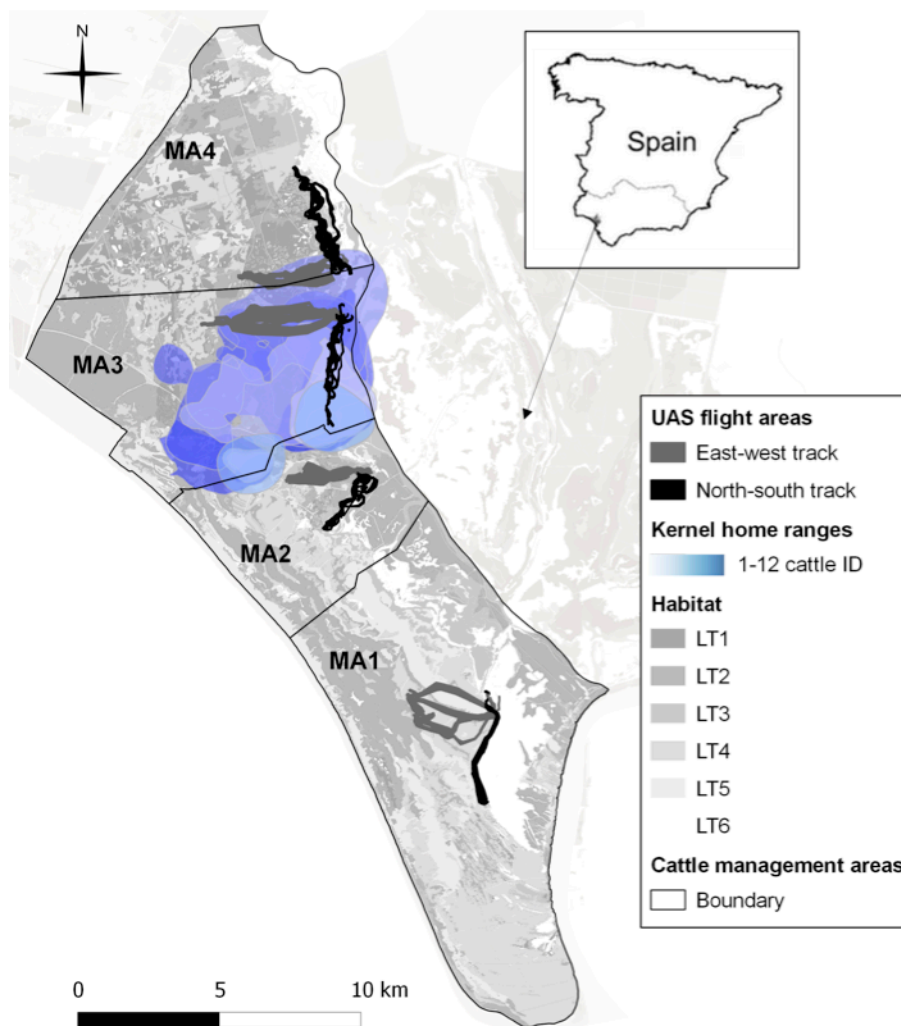 N
MA4
Spain
MA3
MA2
MA1
UAS flight areas
East-west track
North-south track
Kernel home ranges
1-12 cattle ID
Habitat
LT1
LT2
LT3
LT4
LT5
LT6
Cattle management areas
Boundary
0 5 10 km